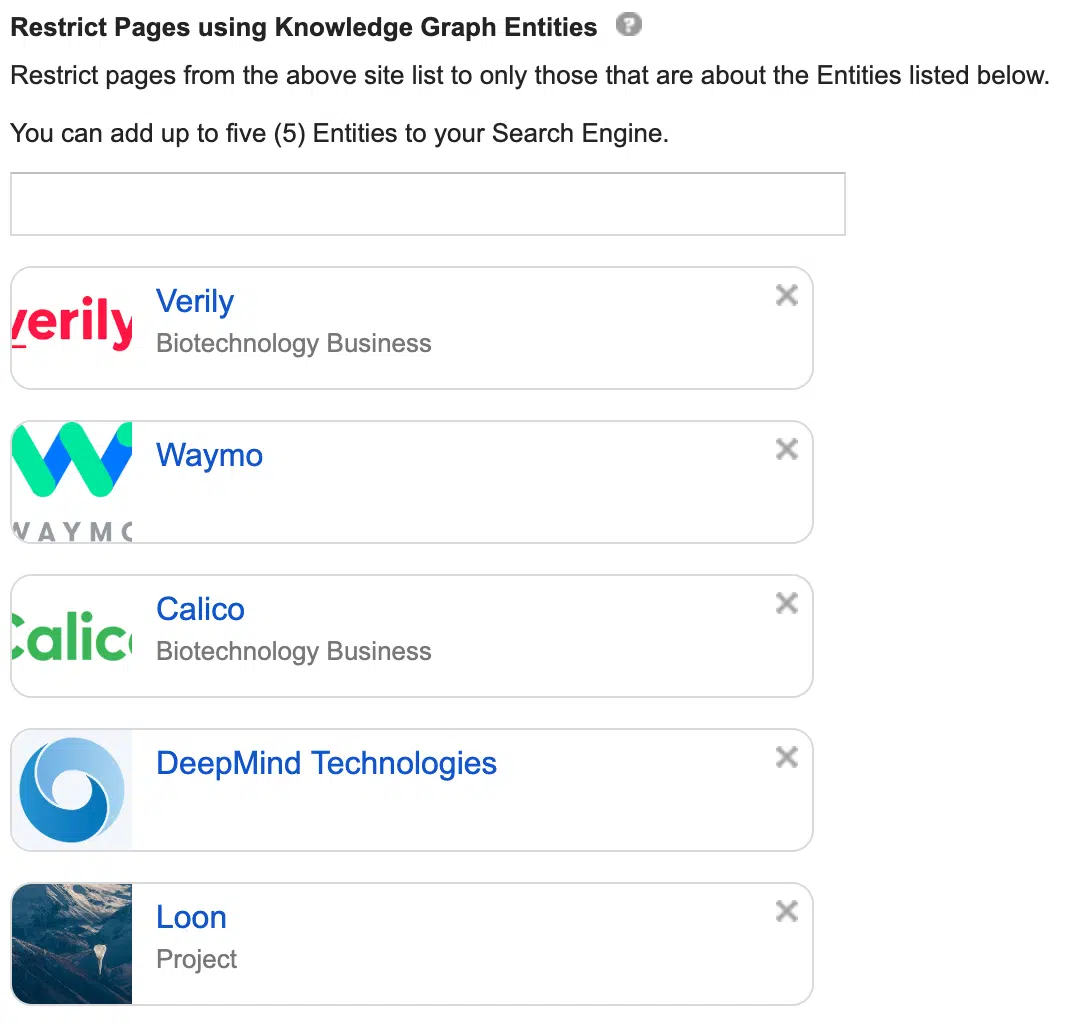 Restrict Pages using Knowledge Graph Entities ?
Restrict pages from the above site list to only those that are about the Entities listed below.
You can add up to five (5) Entities to your Search Engine.
verily
Verily
Biotechnology Business
WAYMO
Waymo
Calico
Calico
Biotechnology Business
DeepMind Technologies
Loon
Project